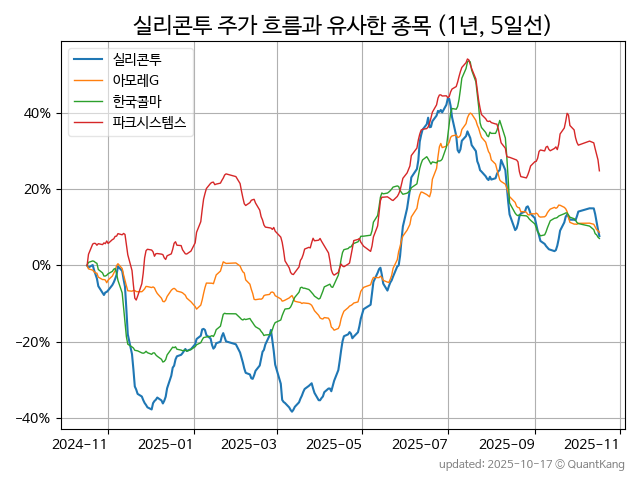 실리콘투 주가 흐름과 유사한 종목 (1년, 5일선)
실리콘투
아모레G
한국콜마
파크시스템스
40%
20%
0%
−20%
−40%
2024-11
2025-01
2025-03
2025-05
2025-07
2025-09
2025-11
updated: 2025-10-17 © QuantKang